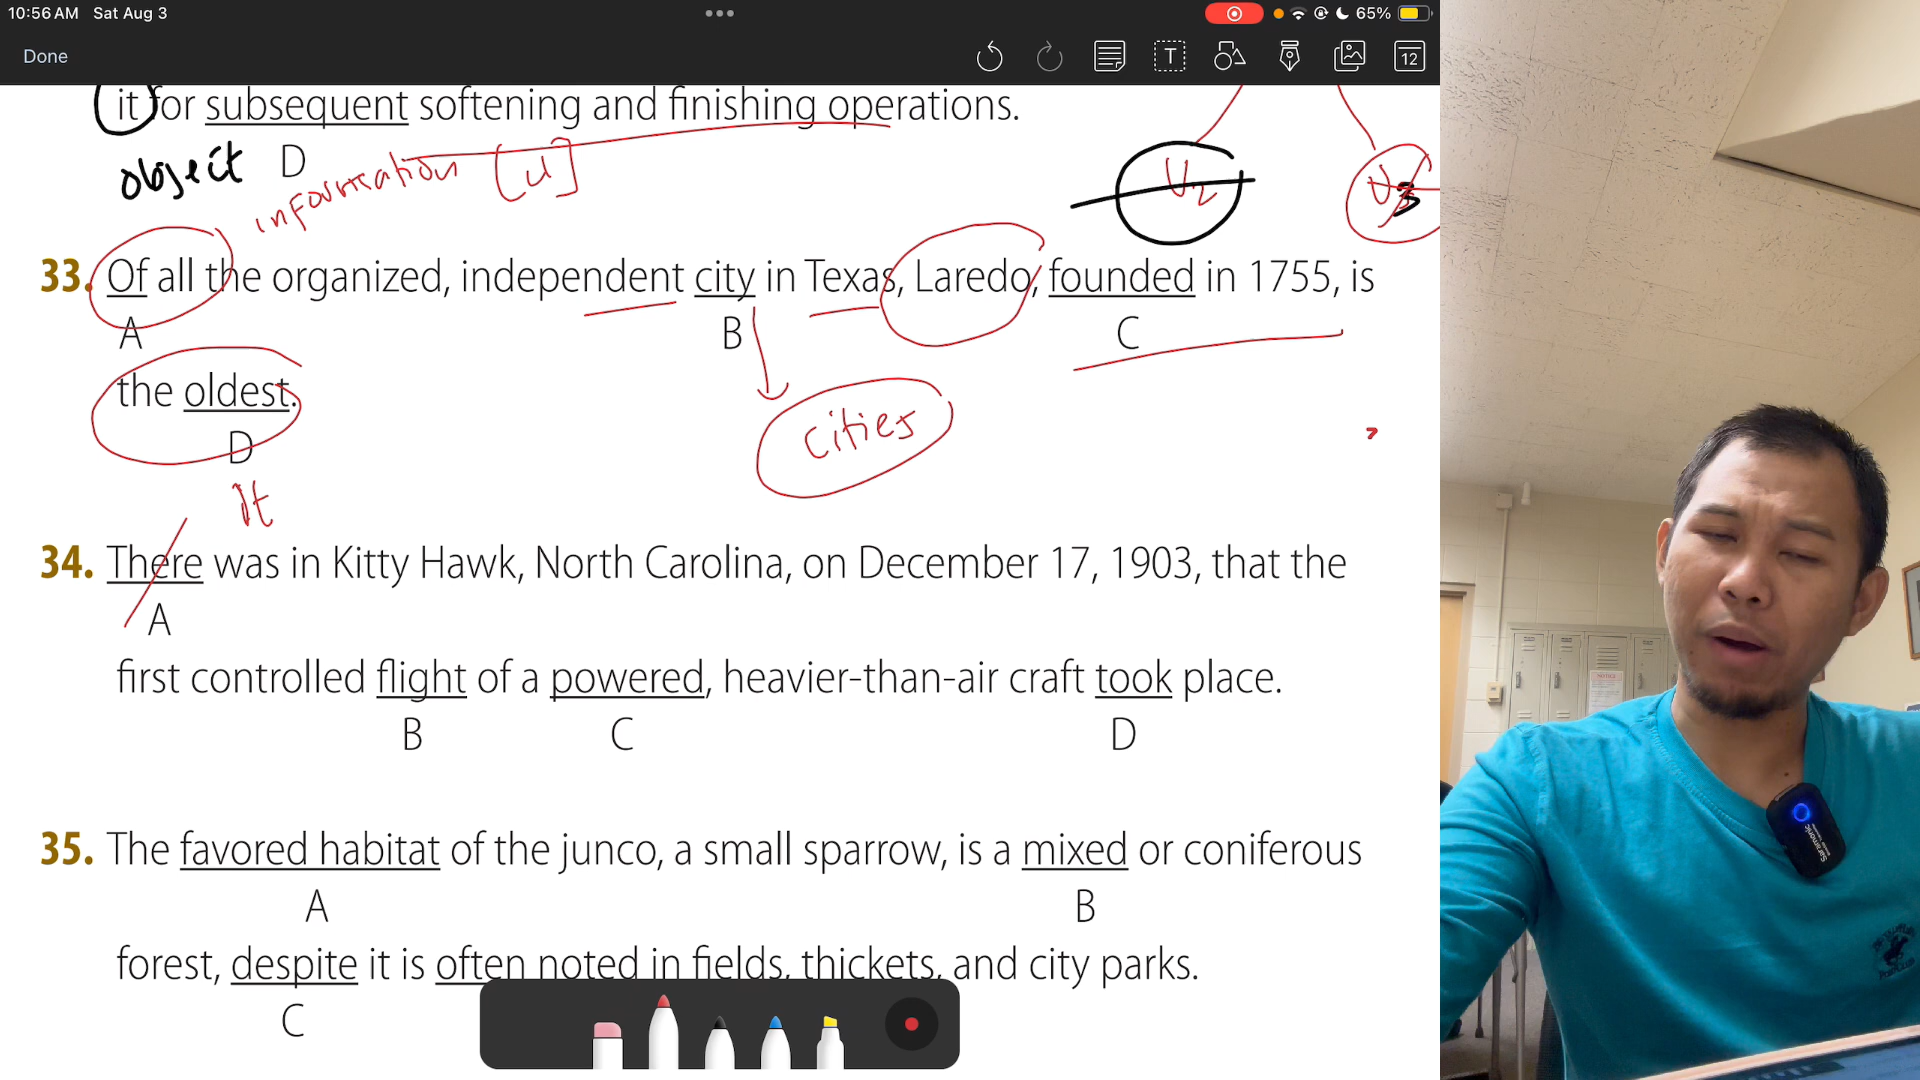 10:56 AM Sat Aug 3 65%
Done T 12
it for subsequent softening and finishing operations.
object D
information [U]
V2 V3
33. Of all the organized, independent city in Texas, Laredo, founded in 1755, is
A B C
the oldest.
cities
D
It
34. There was in Kitty Hawk, North Carolina, on December 17, 1903, that the
A
first controlled flight of a powered, heavier-than-air craft took place.
B C D
35. The favored habitat of the junco, a small sparrow, is a mixed or coniferous
A B
forest, despite it is often noted in fields, thickets, and city parks.
C
Saramonic
NOTICE